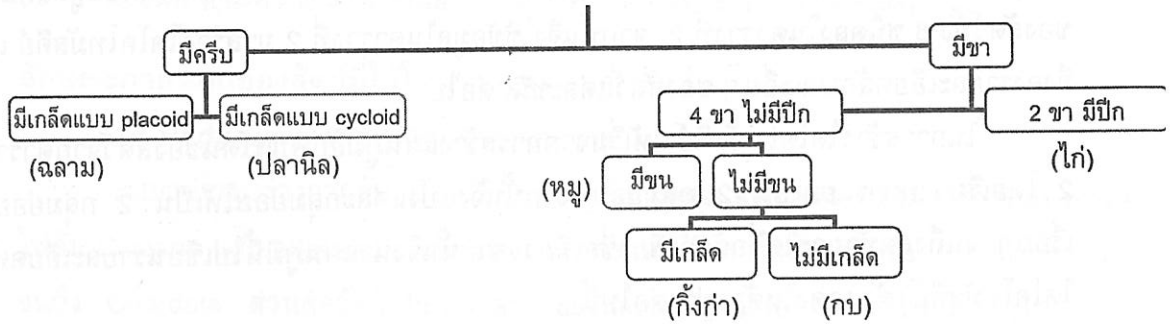 มีครีบ
มีขา
มีเกล็ดแบบ placoid
มีเกล็ดแบบ cycloid
4 ขา ไม่มีปีก
2 ขา มีปีก
(ฉลาม)
(ปลานิล)
(ไก่)
(หมู)
มีขน
ไม่มีขน
มีเกล็ด
ไม่มีเกล็ด
(กิ้งก่า)
(กบ)